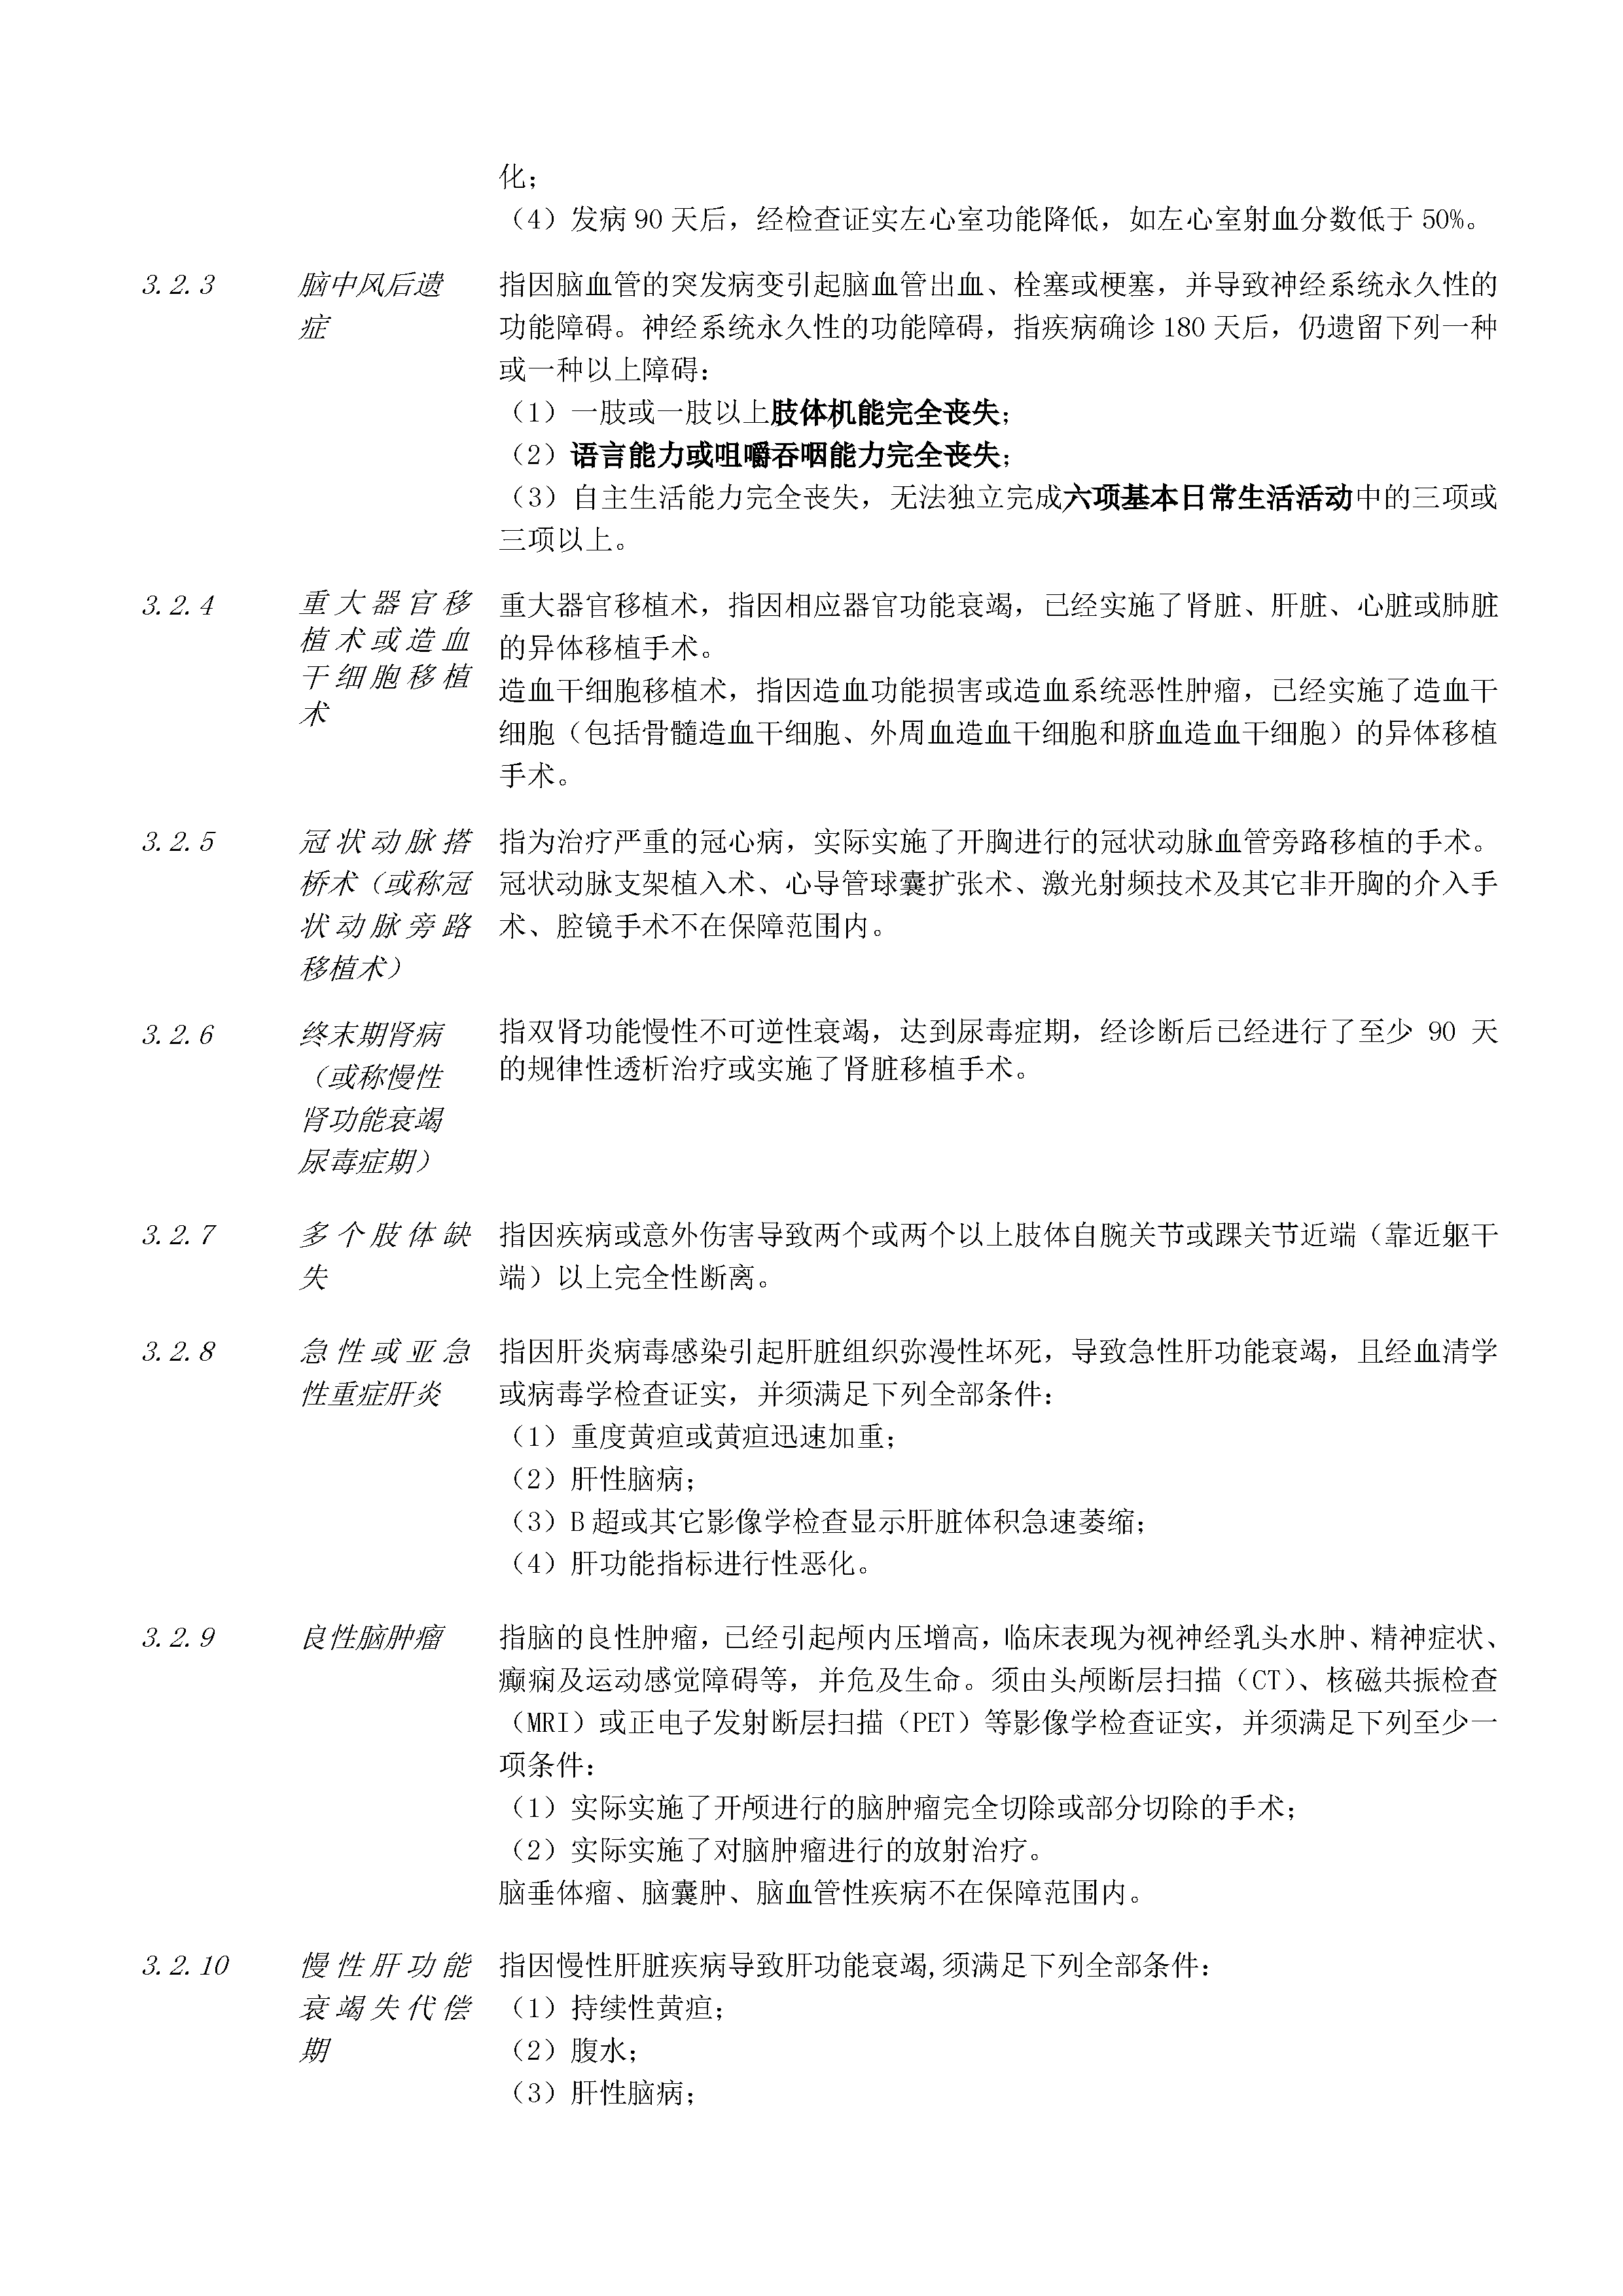 化；
（4）发病 90 天后，经检查证实左心室功能降低，如左心室射血分数低于 50%。
3.2.3 脑中风后遗 指因脑血管的突发病变引起脑血管出血、栓塞或梗塞，并导致神经系统永久性的
症 功能障碍。神经系统永久性的功能障碍，指疾病确诊 180 天后，仍遗留下列一种
或一种以上障碍：
（1）一肢或一肢以上肢体机能完全丧失；
（2）语言能力或咀嚼吞咽能力完全丧失；
（3）自主生活能力完全丧失，无法独立完成六项基本日常生活活动中的三项或
三项以上。
3.2.4 重大器官移 重大器官移植术，指因相应器官功能衰竭，已经实施了肾脏、肝脏、心脏或肺脏
植术或造血 的异体移植手术。
干细胞移植 造血干细胞移植术，指因造血功能损害或造血系统恶性肿瘤，已经实施了造血干
术 细胞（包括骨髓造血干细胞、外周血造血干细胞和脐血造血干细胞）的异体移植
手术。
3.2.5 冠状动脉搭 指为治疗严重的冠心病，实际实施了开胸进行的冠状动脉血管旁路移植的手术。
桥术（或称冠 冠状动脉支架植入术、心导管球囊扩张术、激光射频技术及其它非开胸的介入手
状动脉旁路 术、腔镜手术不在保障范围内。
移植术）
3.2.6 终末期肾病 指双肾功能慢性不可逆性衰竭，达到尿毒症期，经诊断后已经进行了至少 90 天
（或称慢性 的规律性透析治疗或实施了肾脏移植手术。
肾功能衰竭
尿毒症期）
3.2.7 多个肢体缺 指因疾病或意外伤害导致两个或两个以上肢体自腕关节或踝关节近端（靠近躯干
失 端）以上完全性断离。
3.2.8 急性或亚急 指因肝炎病毒感染引起肝脏组织弥漫性坏死，导致急性肝功能衰竭，且经血清学
性重症肝炎 或病毒学检查证实，并须满足下列全部条件：
（1）重度黄疸或黄疸迅速加重；
（2）肝性脑病；
（3）B 超或其它影像学检查显示肝脏体积急速萎缩；
（4）肝功能指标进行性恶化。
3.2.9 良性脑肿瘤 指脑的良性肿瘤，已经引起颅内压增高，临床表现为视神经乳头水肿、精神症状、
癫痫及运动感觉障碍等，并危及生命。须由头颅断层扫描（CT）、核磁共振检查
（MRI）或正电子发射断层扫描（PET）等影像学检查证实，并须满足下列至少一
项条件：
（1）实际实施了开颅进行的脑肿瘤完全切除或部分切除的手术；
（2）实际实施了对脑肿瘤进行的放射治疗。
脑垂体瘤、脑囊肿、脑血管性疾病不在保障范围内。
3.2.10 慢性肝功能 指因慢性肝脏疾病导致肝功能衰竭,须满足下列全部条件：
衰竭失代偿 （1）持续性黄疸；
期 （2）腹水；
（3）肝性脑病；